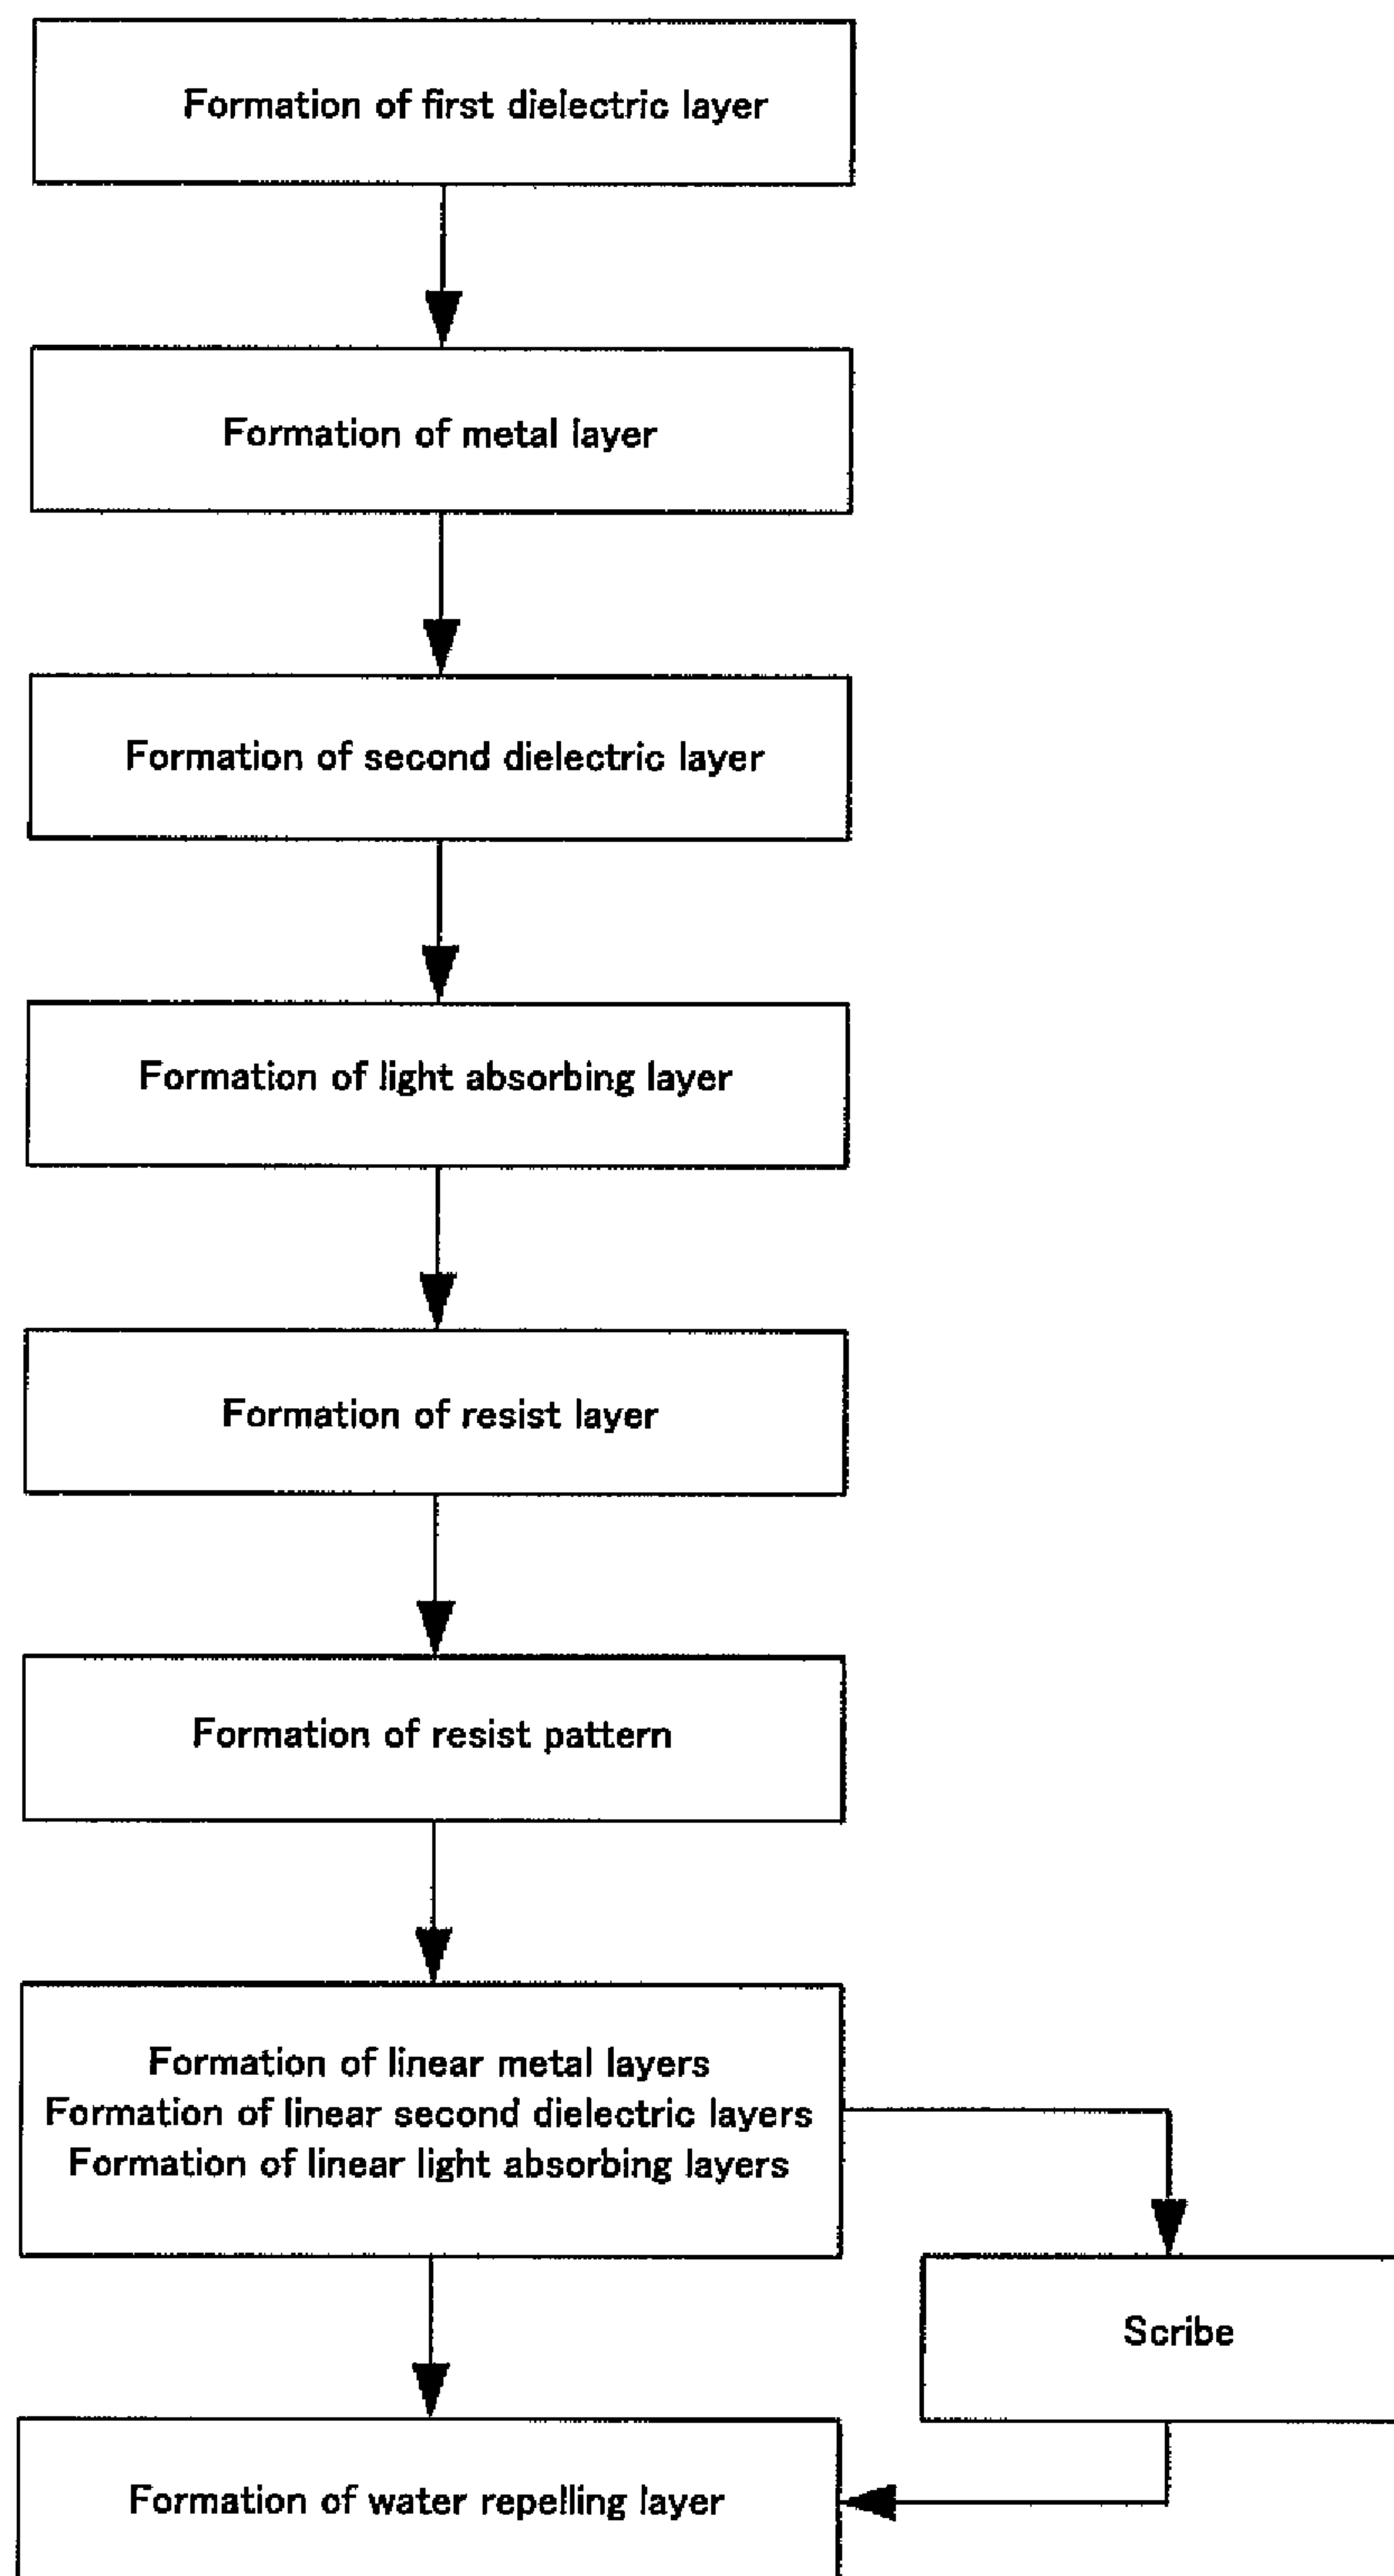 Formation of first dielectric layer
Formation of metal layer
Formation of second dielectric layer
Formation of light absorbing layer
Formation of resist layer
Formation of resist pattern
Formation of linear metal layers
Formation of linear second dielectric layers
Formation of linear light absorbing layers
Scribe
Formation of water repelling layer